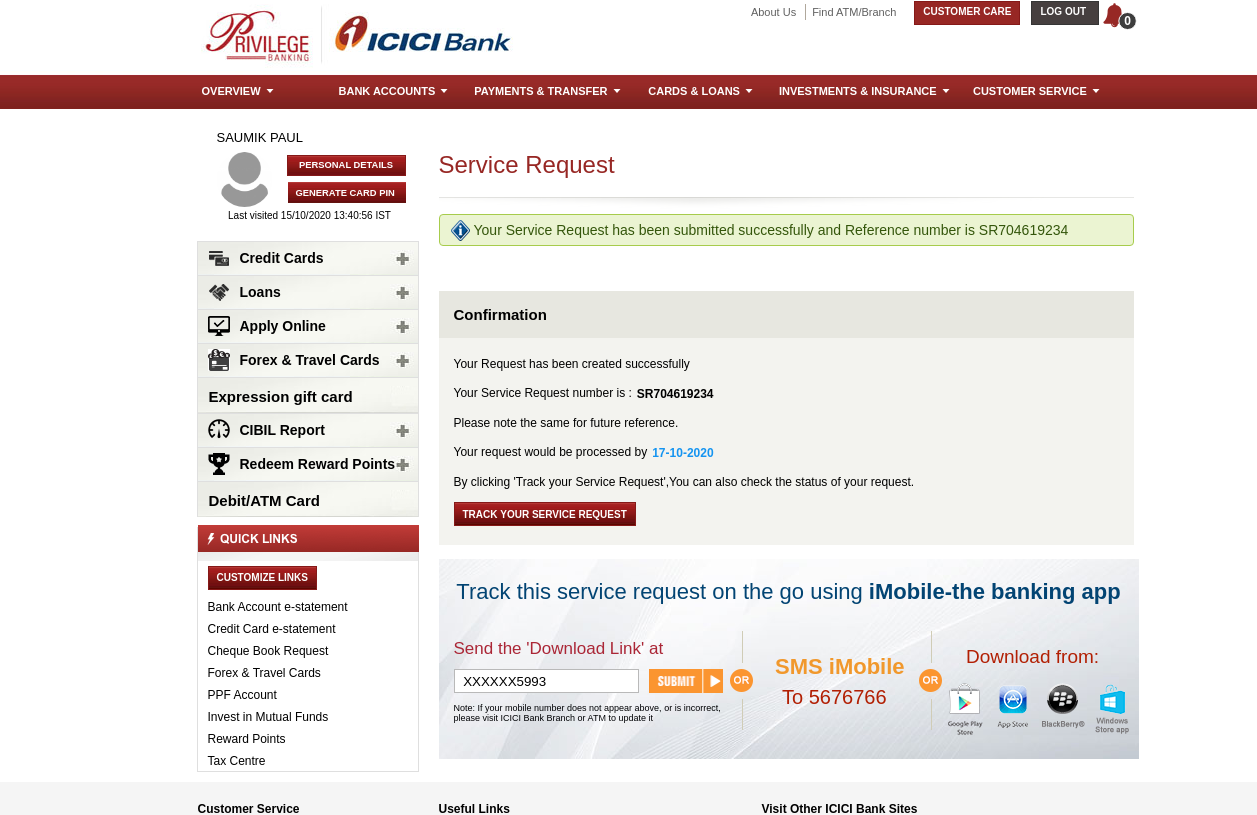 PRIVILEGE
BANKING
ICICI Bank
About Us
Find ATM/Branch
CUSTOMER CARE
LOG OUT
0
OVERVIEW
BANK ACCOUNTS
PAYMENTS & TRANSFER
CARDS & LOANS
INVESTMENTS & INSURANCE
CUSTOMER SERVICE
SAUMIK PAUL
PERSONAL DETAILS
GENERATE CARD PIN
Last visited 15/10/2020 13:40:56 IST
Credit Cards
Loans
Apply Online
Forex & Travel Cards
Expression gift card
CIBIL Report
Redeem Reward Points
Debit/ATM Card
QUICK LINKS
CUSTOMIZE LINKS
Bank Account e-statement
Credit Card e-statement
Cheque Book Request
Forex & Travel Cards
PPF Account
Invest in Mutual Funds
Reward Points
Tax Centre
Service Request
Your Service Request has been submitted successfully and Reference number is SR704619234
Confirmation
Your Request has been created successfully
Your Service Request number is : SR704619234
Please note the same for future reference.
Your request would be processed by 17-10-2020
By clicking 'Track your Service Request',You can also check the status of your request.
TRACK YOUR SERVICE REQUEST
Track this service request on the go using iMobile-the banking app
Send the 'Download Link' at
XXXXXX5993
SUBMIT
Note: If your mobile number does not appear above, or is incorrect,
please visit ICICI Bank Branch or ATM to update it
OR
SMS iMobile
To 5676766
OR
Download from:
Google Play
Store
App Store
BlackBerry®
Windows
Store app
Customer Service
Useful Links
Visit Other ICICI Bank Sites